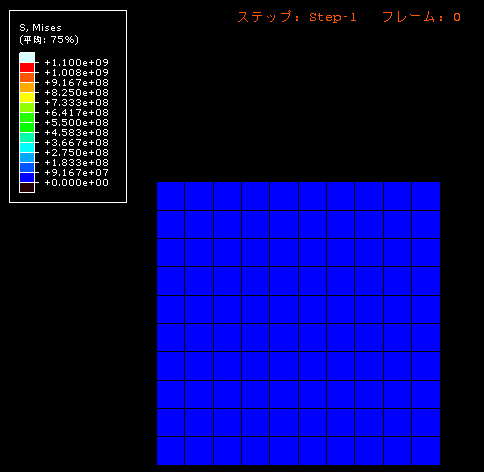 ステップ: Step-1 フレーム: 0
S, Mises
(平均: 75%)
+1.100e+09
+1.008e+09
+9.167e+08
+8.250e+08
+7.333e+08
+6.417e+08
+5.500e+08
+4.583e+08
+3.667e+08
+2.750e+08
+1.833e+08
+9.167e+07
+0.000e+00